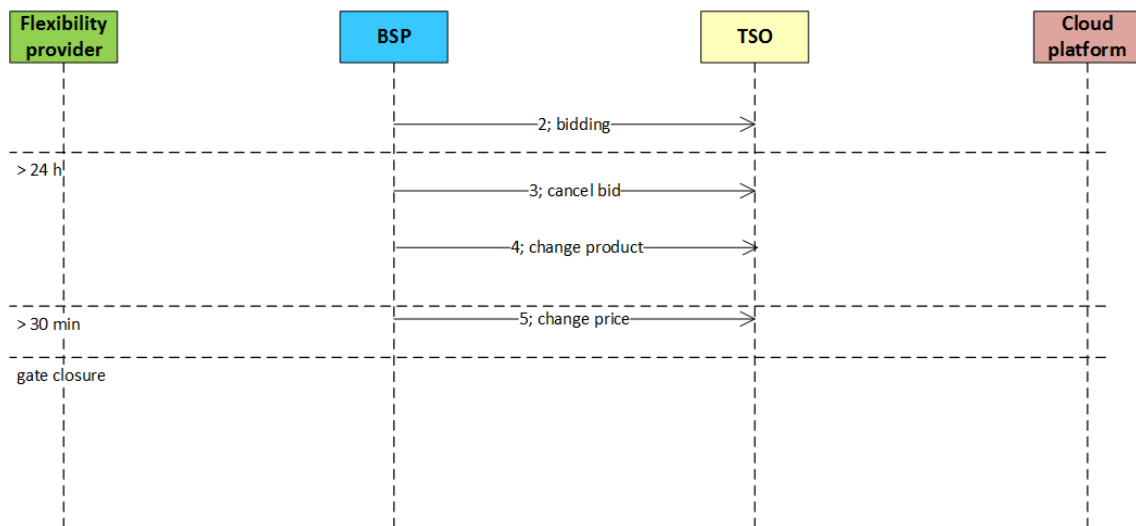 Flexibility
provider
BSP
TSO
Cloud
platform
2; bidding
> 24 h
3; cancel bid
4; change product
5; change price
> 30 min
gate closure